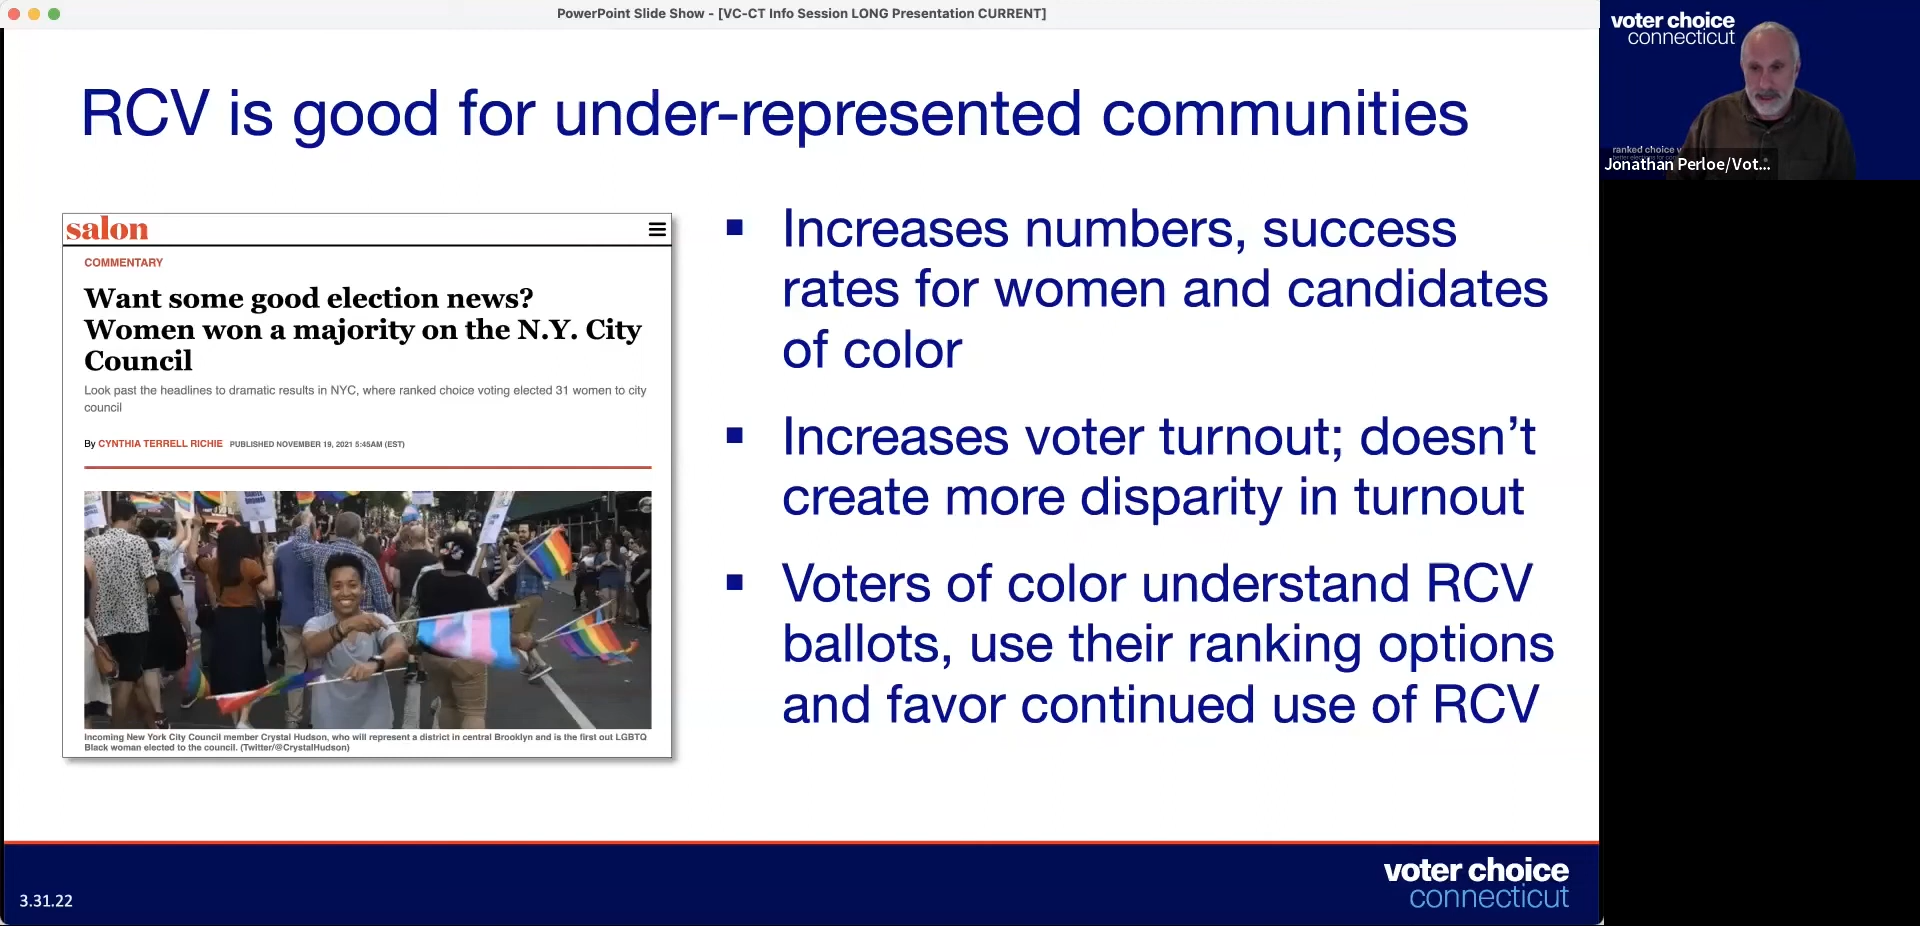 PowerPoint Slide Show - [VC-CT Info Session LONG Presentation CURRENT]
RCV is good for under-represented communities
salon
COMMENTARY
Want some good election news?
Women won a majority on the N.Y. City
Council
Look past the headlines to dramatic results in NYC, where ranked choice voting elected 31 women to city
council
By CYNTHIA TERRELL RICHIE PUBLISHED NOVEMBER 19, 2021 5:45AM (EST)
Incoming New York City Council member Crystal Hudson, who will represent a district in central Brooklyn and is the first out LGBTQ
Black woman elected to the council. (Twitter/@CrystalHudson)
▪ Increases numbers, success
rates for women and candidates
of color
▪ Increases voter turnout; doesn’t
create more disparity in turnout
▪ Voters of color understand RCV
ballots, use their ranking options
and favor continued use of RCV
3.31.22
voter choice
connecticut
voter choice
connecticut
ranked choice v
Jonathan Perloe/Vot...